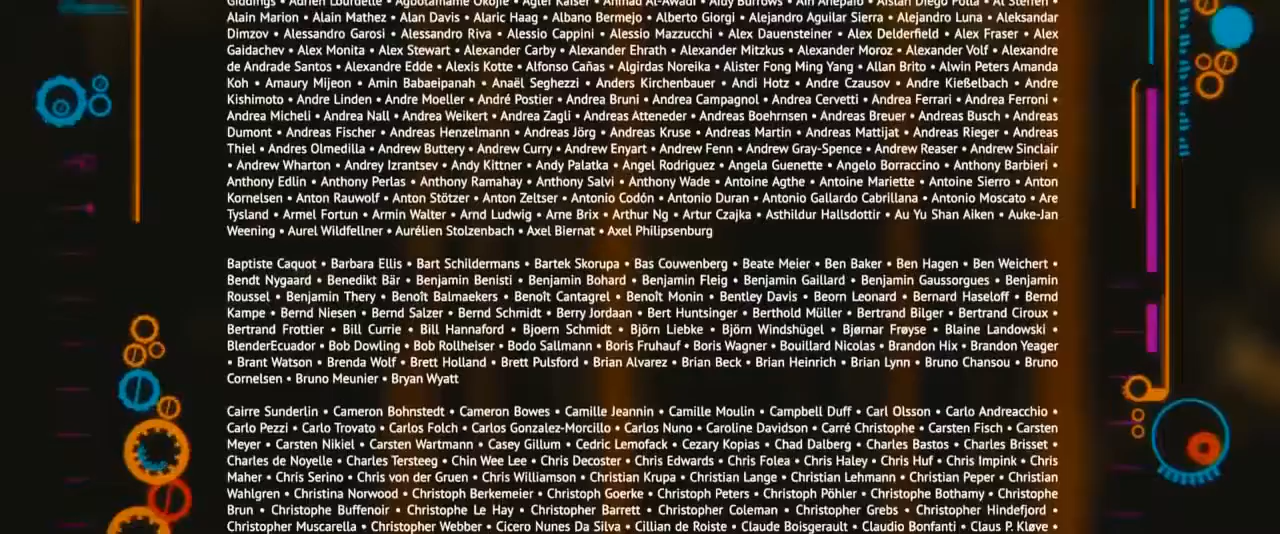 Giddings • Adrien Lourdelle • Agbolamame Okojie • Agter Kaiser • Ahmad Al-Awadi • Aidy Burrows • Alstan Diego Polla • Al Steffen •
Alain Marion • Alain Mathez • Alan Davis • Alaric Haag • Albano Bermejo • Alberto Giorgi • Alejandro Aguilar Sierra • Alejandro Luna • Aleksandar
Dimzov • Alessandro Garosi • Alessandro Riva • Alessio Cappini • Alessio Mazzucchi • Alex Dauensteiner • Alex Delderfield • Alex Fraser • Alex
Gaidachev • Alex Monita • Alex Stewart • Alexander Carby • Alexander Ehrath • Alexander Mitzkus • Alexander Moroz • Alexander Volf • Alexandre
de Andrade Santos • Alexandre Edde • Alexis Kotte • Alfonso Cañas • Algirdas Noreika • Alister Fong Ming Yang • Allan Brito • Alwin Peters Amanda
Koh • Amaury Mijeon • Amin Babaeipanah • Anaël Seghezzi • Anders Kirchenbauer • Andi Hotz • Andre Czausov • Andre Kießelbach • Andre
Kishimoto • Andre Linden • Andre Moeller • André Postier • Andrea Bruni • Andrea Campagnol • Andrea Cervetti • Andrea Ferrari • Andrea Ferroni •
Andrea Micheli • Andrea Nall • Andrea Weikert • Andrea Zagli • Andreas Atteneder • Andreas Boehrnsen • Andreas Breuer • Andreas Busch • Andreas
Dumont • Andreas Fischer • Andreas Henzelmann • Andreas Jörg • Andreas Kruse • Andreas Martin • Andreas Mattijat • Andreas Rieger • Andreas
Thiel • Andres Olmedilla • Andrew Buttery • Andrew Curry • Andrew Enyart • Andrew Fenn • Andrew Gray-Spence • Andrew Reaser • Andrew Sinclair
• Andrew Wharton • Andrey Izrantsev • Andy Kittner • Andy Palatka • Angel Rodriguez • Angela Guenette • Angelo Borraccino • Anthony Barbieri •
Anthony Edlin • Anthony Perlas • Anthony Ramahay • Anthony Salvi • Anthony Wade • Antoine Agthe • Antoine Mariette • Antoine Sierro • Anton
Kornelsen • Anton Rauwolf • Anton Stötzer • Anton Zeltser • Antonio Codón • Antonio Duran • Antonio Gallardo Cabrillana • Antonio Moscato • Are
Tysland • Armel Fortun • Armin Walter • Arnd Ludwig • Arne Brix • Arthur Ng • Artur Czajka • Asthildur Hallsdottir • Au Yu Shan Aiken • Auke-Jan
Weening • Aurel Wildfellner • Aurélien Stolzenbach • Axel Biernat • Axel Philipsenburg
Baptiste Caquot • Barbara Ellis • Bart Schildermans • Bartek Skorupa • Bas Couwenberg • Beate Meier • Ben Baker • Ben Hagen • Ben Weichert •
Bendt Nygaard • Benedikt Bär • Benjamin Benisti • Benjamin Bohard • Benjamin Fleig • Benjamin Gaillard • Benjamin Gaussorgues • Benjamin
Roussel • Benjamin Thery • Benoît Balmaekers • Benoît Cantagrel • Benoît Monin • Bentley Davis • Beorn Leonard • Bernard Haseloff • Bernd
Kampe • Bernd Niesen • Bernd Salzer • Bernd Schmidt • Berry Jordaan • Bert Huntsinger • Berthold Müller • Bertrand Bilger • Bertrand Ciroux •
Bertrand Frottier • Bill Currie • Bill Hannaford • Bjoern Schmidt • Björn Liebke • Björn Windshügel • Bjørnar Frøyse • Blaine Landowski •
BlenderEcuador • Bob Dowling • Bob Rollheiser • Bodo Sallmann • Boris Fruhauf • Boris Wagner • Bouillard Nicolas • Brandon Hix • Brandon Yeager
• Brant Watson • Brenda Wolf • Brett Holland • Brett Pulsford • Brian Alvarez • Brian Beck • Brian Heinrich • Brian Lynn • Bruno Chansou • Bruno
Cornelsen • Bruno Meunier • Bryan Wyatt
Cairre Sunderlin • Cameron Bohnstedt • Cameron Bowes • Camille Jeannin • Camille Moulin • Campbell Duff • Carl Olsson • Carlo Andreacchio •
Carlo Pezzi • Carlo Trovato • Carlos Folch • Carlos Gonzalez-Morcillo • Carlos Nuno • Caroline Davidson • Carré Christophe • Carsten Fisch • Carsten
Meyer • Carsten Nikiel • Carsten Wartmann • Casey Gillum • Cedric Lemofack • Cezary Kopias • Chad Dalberg • Charles Bastos • Charles Brisset •
Charles de Noyelle • Charles Tersteeg • Chin Wee Lee • Chris Decoster • Chris Edwards • Chris Folea • Chris Haley • Chris Huf • Chris Impink • Chris
Maher • Chris Serino • Chris von der Gruen • Chris Williamson • Christian Krupa • Christian Lange • Christian Lehmann • Christian Peper • Christian
Wahlgren • Christina Norwood • Christoph Berkemeier • Christoph Goerke • Christoph Peters • Christoph Pöhler • Christophe Bothamy • Christophe
Brun • Christophe Buffenoir • Christophe Le Hay • Christopher Barrett • Christopher Coleman • Christopher Grebs • Christopher Hindefjord •
Christopher Muscarella • Christopher Webber • Cicero Nunes Da Silva • Cillian de Roiste • Claude Boisgerault • Claudio Bonfanti • Claus P. Kløve •